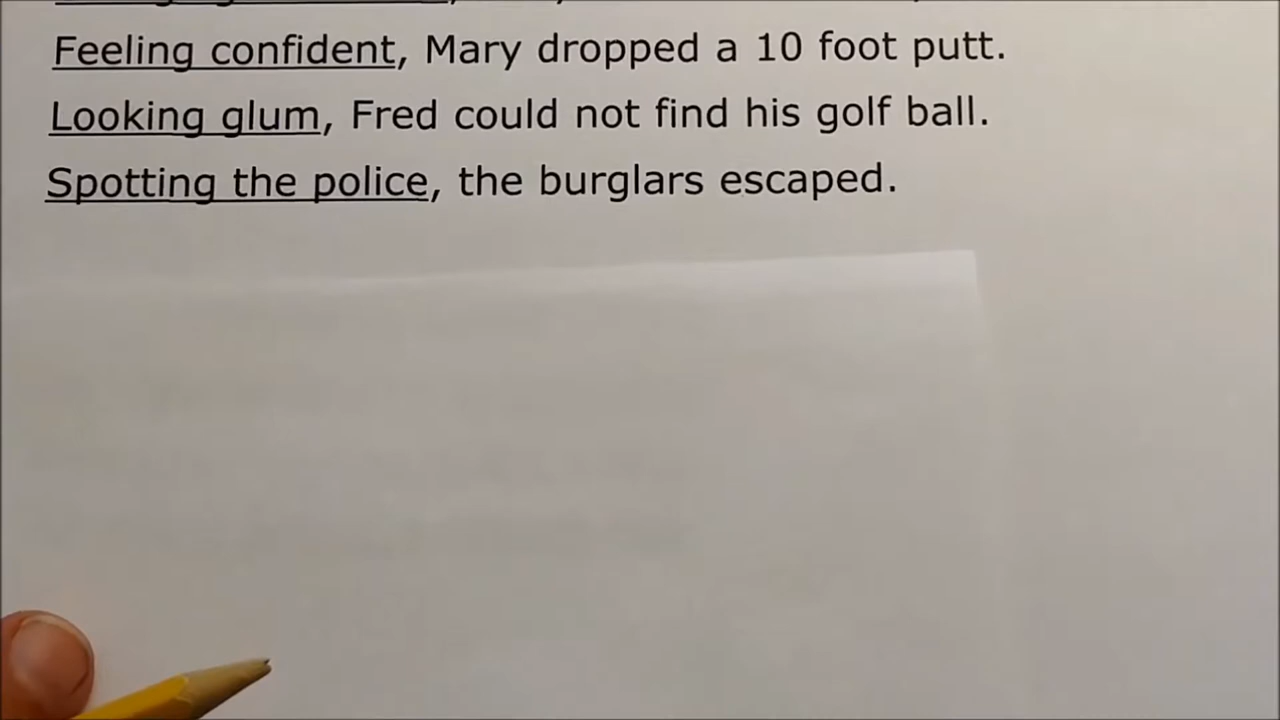 Feeling confident, Mary dropped a 10 foot putt.
Looking glum, Fred could not find his golf ball.
Spotting the police, the burglars escaped.